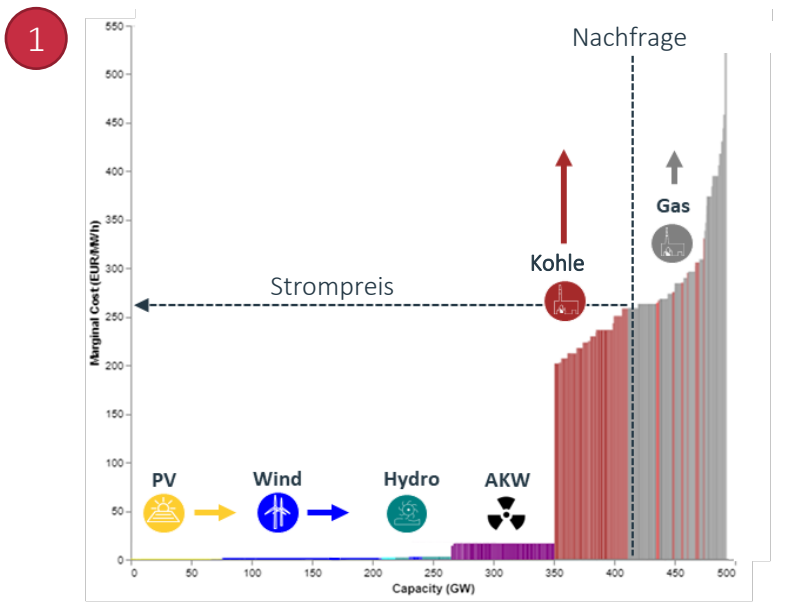 1
Nachfrage
Strompreis
Kohle
Gas
PV
Wind
Hydro
AKW
Marginal Cost (EUR/MW/h)
550
500
450
400
350
300
250
200
150
100
50
0
0 50 100 150 200 250 300 350 400 450 500
Capacity (GW)